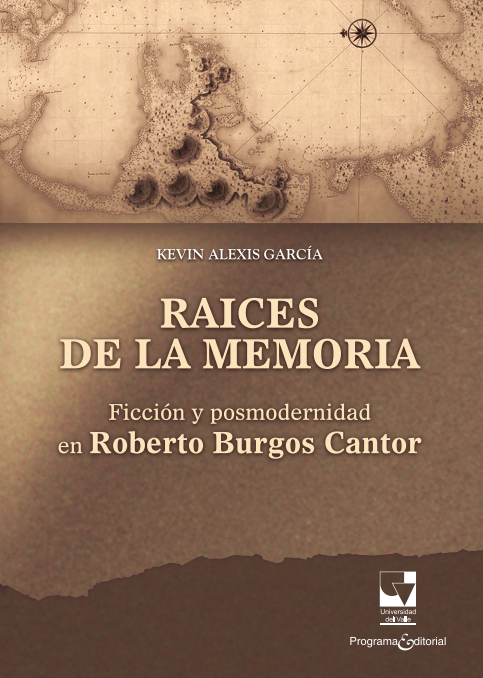 KEVIN ALEXIS GARCÍA
RAICES
DE LA MEMORIA
Ficción y posmodernidad
en Roberto Burgos Cantor
Universidad
del Valle
Programa Editorial